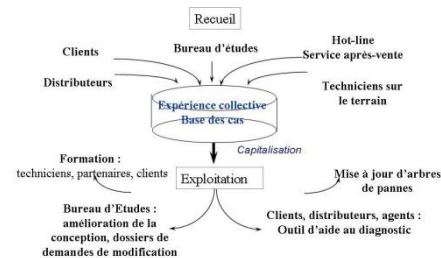 Recueil
Clients
Bureau d'études
Hot-line
Service après-vente
Distributeurs
Techniciens sur
le terrain
Expérience collective
Base des cas
Capitalisation
Formation :
techniciens, partenaires, clients
Exploitation
Mise à jour d'arbres
de pannes
Bureau d'Etudes :
amélioration de la
conception, dossiers de
demandes de modification
Clients, distributeurs, agents :
Outil d'aide au diagnostic